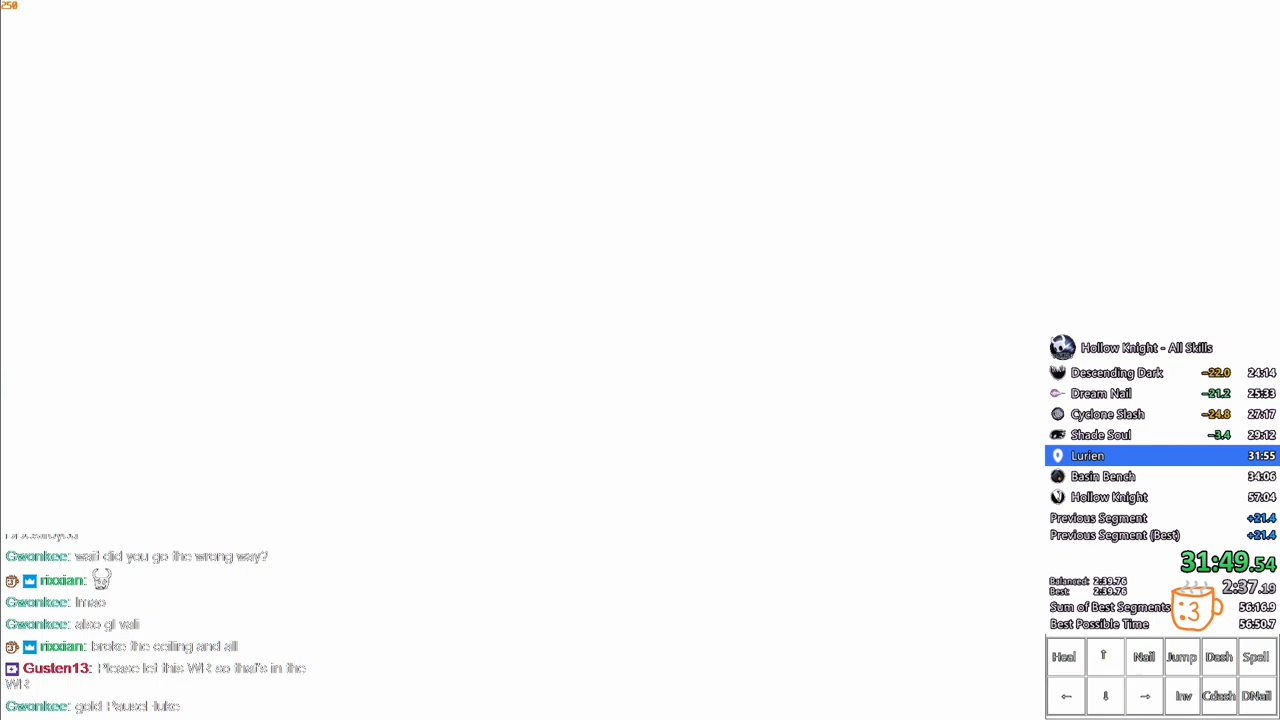 250
Hollow Knight - All Skills
Descending Dark -22.0 24:14
Dream Nail -21.2 25:33
Cyclone Slash -24.8 27:17
Shade Soul -3.4 29:12
Lurien 31:55
Basin Bench 34:06
Hollow Knight 57:04
Previous Segment +21.4
Previous Segment (Best) +21.4
31:49.54
Balanced: 2:39.76
Best: 2:39.76
2:37.19
Sum of Best Segments 56:16.9
Best Possible Time 56:50.7
:3
Heal ↑ Nail Jump Dash Spell
← ↓ → Inv Cdash DNail
Gwonkee: wait did you go the wrong way?
rixxian:
Gwonkee: lmao
Gwonkee: also gl vali
rixxian: broke the ceiling and all
Gusten13: Please let this WR so that's in the
WR
Gwonkee: gold Pausel-luke